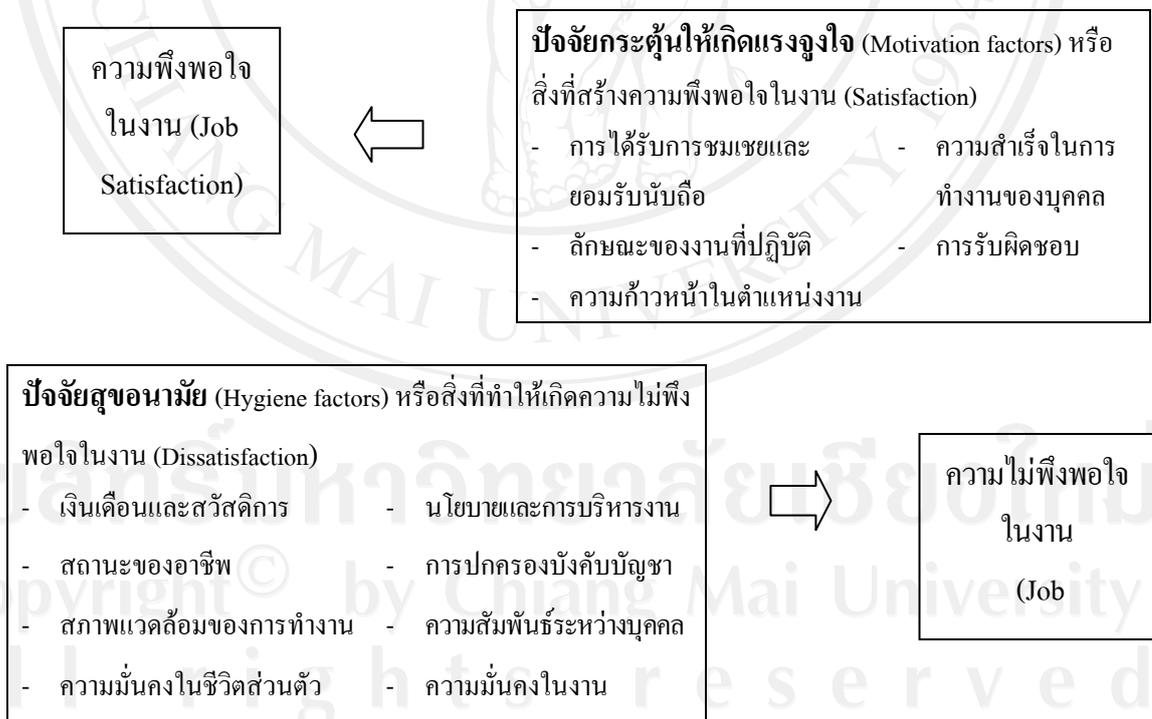 ความพึงพอใจ
ในงาน (Job
Satisfaction)
ปัจจัยกระตุ้นให้เกิดแรงจูงใจ (Motivation factors) หรือ
สิ่งที่สร้างความพึงพอใจในงาน (Satisfaction)
- การได้รับการชมเชยและ
ยอมรับนับถือ
- ความสำเร็จในการ
ทำงานของบุคคล
- ลักษณะของงานที่ปฏิบัติ
- การรับผิดชอบ
- ความก้าวหน้าในตำแหน่งงาน
ปัจจัยสุขอนามัย (Hygiene factors) หรือสิ่งที่ทำให้เกิดความไม่พึง
พอใจในงาน (Dissatisfaction)
- เงินเดือนและสวัสดิการ - นโยบายและการบริหารงาน
- สถานะของอาชีพ - การปกครองบังคับบัญชา
- สภาพแวดล้อมของการทำงาน - ความสัมพันธ์ระหว่างบุคคล
- ความมั่นคงในชีวิตส่วนตัว - ความมั่นคงในงาน
ความไม่พึงพอใจ
ในงาน
(Job
CHIANG MAI UNIVERSITY 1964
by Chiang Mai University
rights reserved